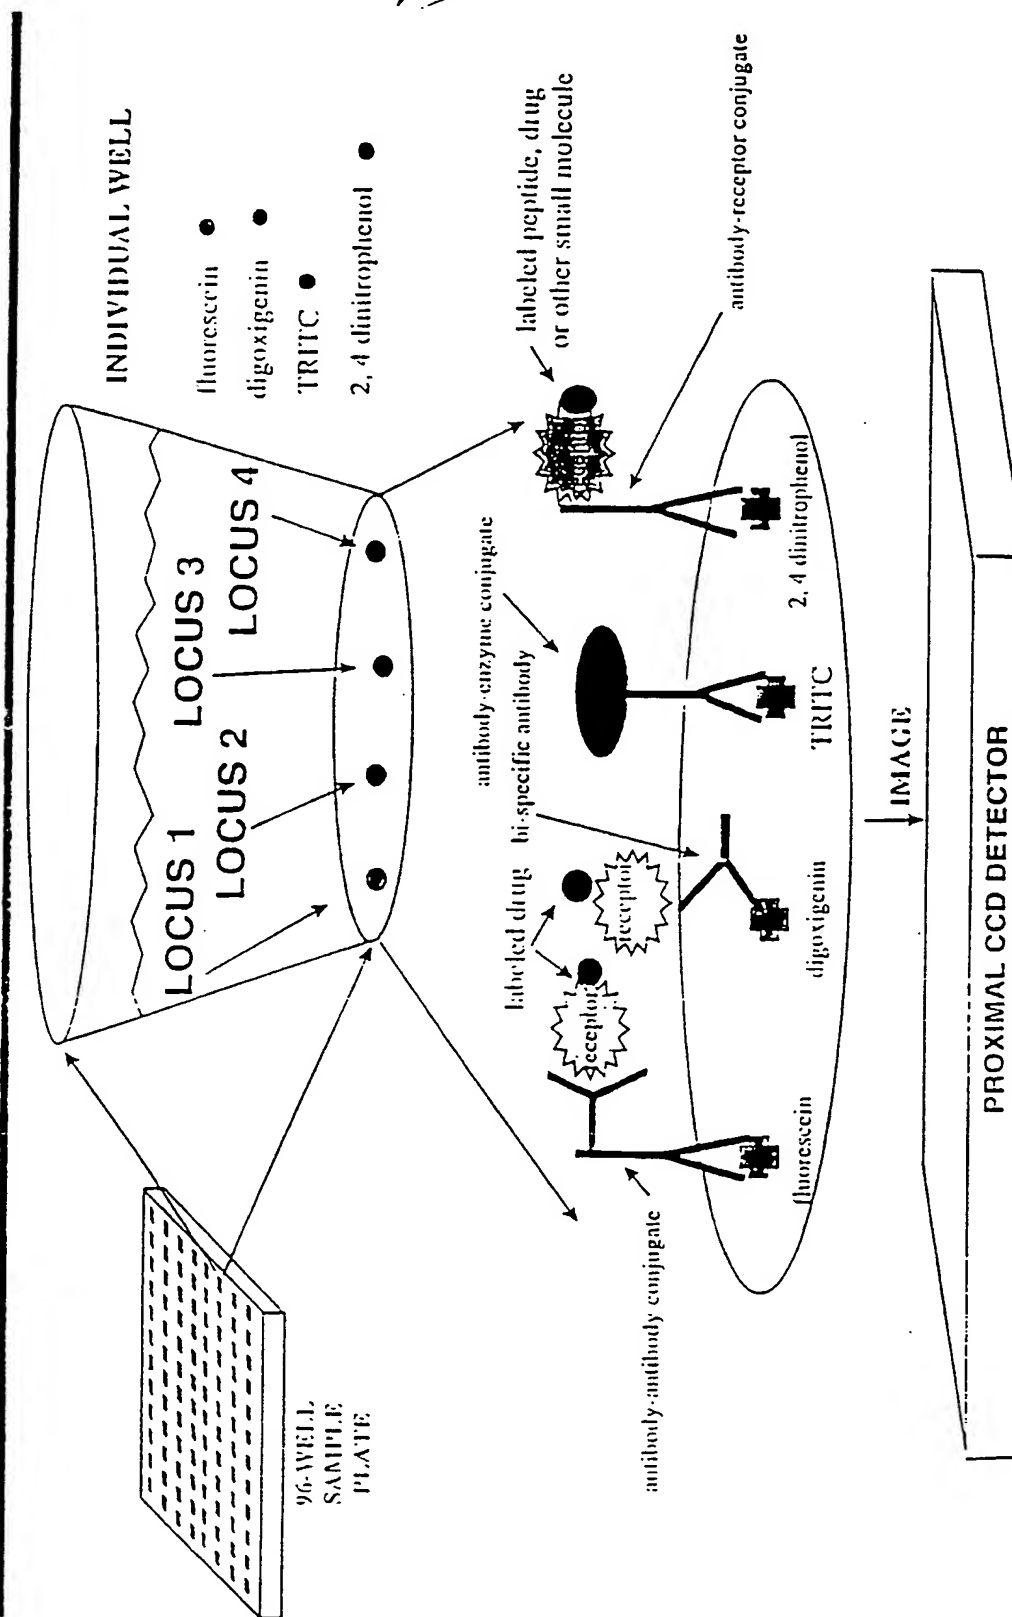 INDIVIDUAL WELL
fluorescein
digoxigenin
TRITC
2, 4 dinitrophenol
LOCUS 1
LOCUS 2
LOCUS 3
LOCUS 4
96-WELL
SAMPLE
PLATE
labeled drug
bi-specific antibody
antibody-enzyme conjugate
labeled peptide, drug
or other small molecule
antibody-receptor conjugate
antibody-antibody conjugate
receptor
receptor
fluorescein
digoxigenin
TRITC
2, 4 dinitrophenol
IMAGE
PROXIMAL CCD DETECTOR